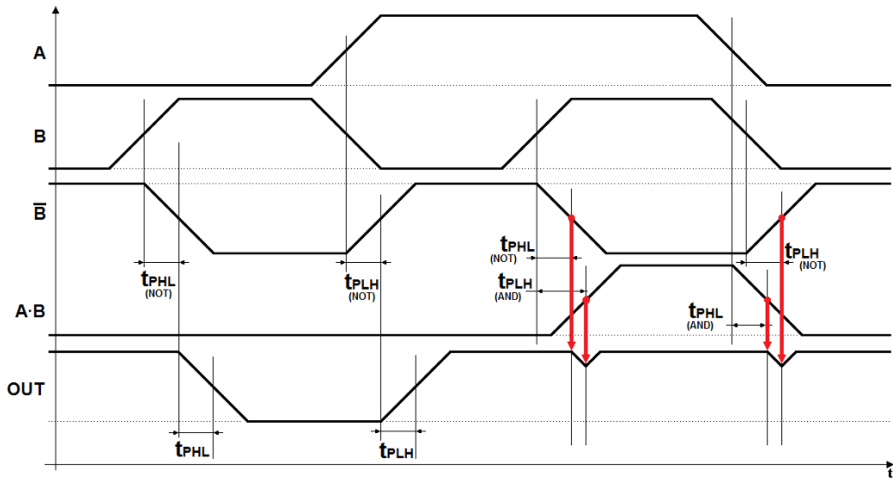 A
B
B̅
tPHL
(NOT)
tPLH
(NOT)
tPHL
(NOT)
tPLH
(AND)
tPLH
(NOT)
A·B
tPHL
(AND)
OUT
tPHL
tPLH
t